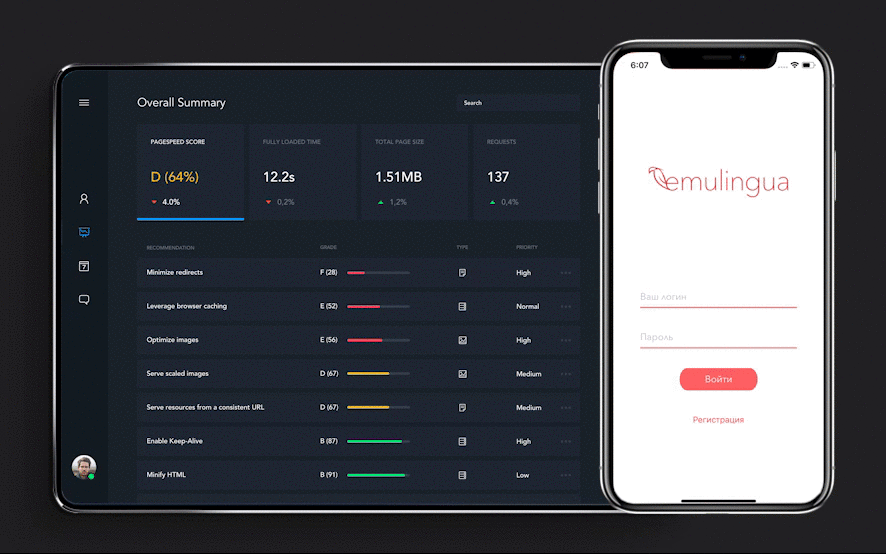 Overall Summary
Search
PAGESPEED SCORE
FULLY LOADED TIME
TOTAL PAGE SIZE
REQUESTS
D (64%)
12.2s
1.51MB
137
4.0%
0,2%
1,2%
0,4%
RECOMMENDATION
GRADE
TYPE
PRIORITY
Minimize redirects
F (28)
High
Leverage browser caching
E (52)
Normal
Optimize images
E (56)
High
Serve scaled images
D (67)
Medium
Serve resources from a consistent URL
D (67)
Medium
Enable Keep-Alive
B (87)
High
Minify HTML
B (91)
Low
7
6:07
emulingua
Ваш логин
Пароль
Войти
Регистрация